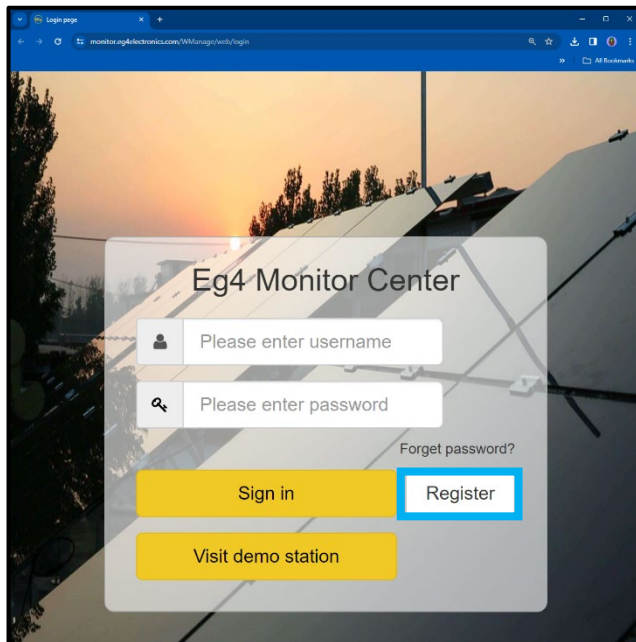 Login page
monitor.eg4electronics.com/WManage/web/login
All Bookmarks
Eg4 Monitor Center
Please enter username
Please enter password
Forget password?
Sign in
Register
Visit demo station